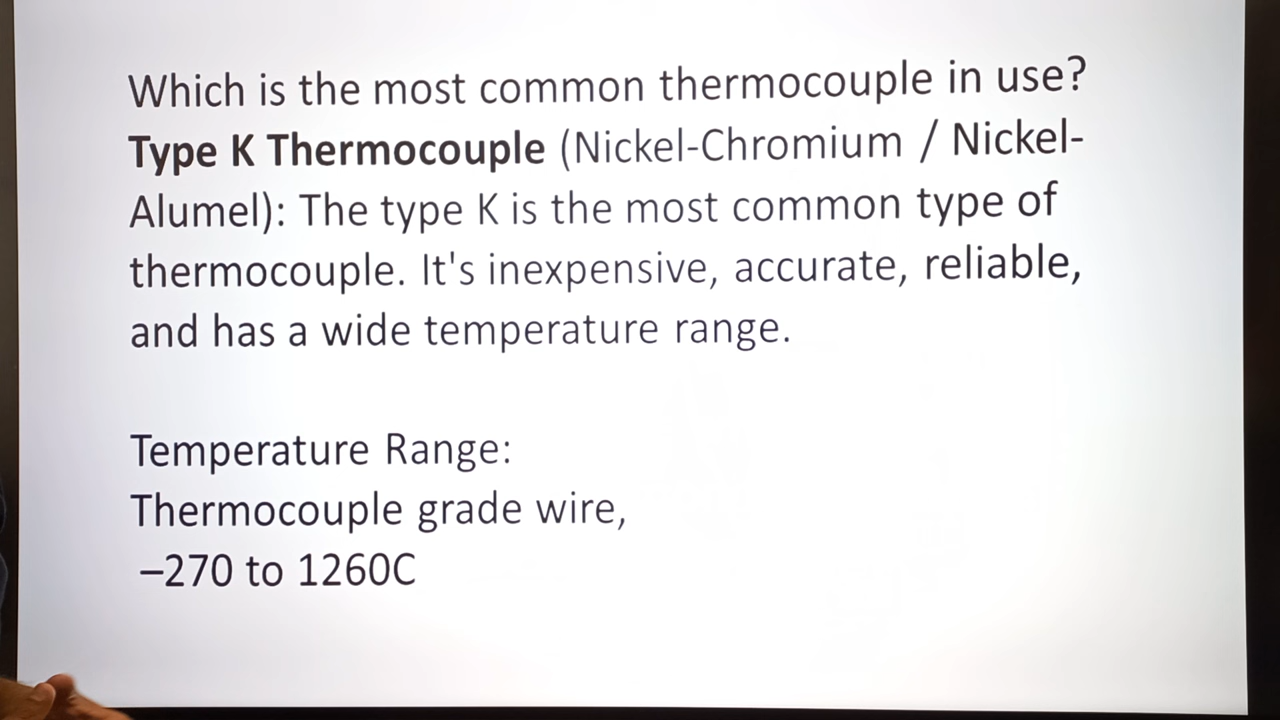 Which is the most common thermocouple in use?
Type K Thermocouple (Nickel-Chromium / Nickel-
Alumel): The type K is the most common type of
thermocouple. It's inexpensive, accurate, reliable,
and has a wide temperature range.
Temperature Range:
Thermocouple grade wire,
–270 to 1260C